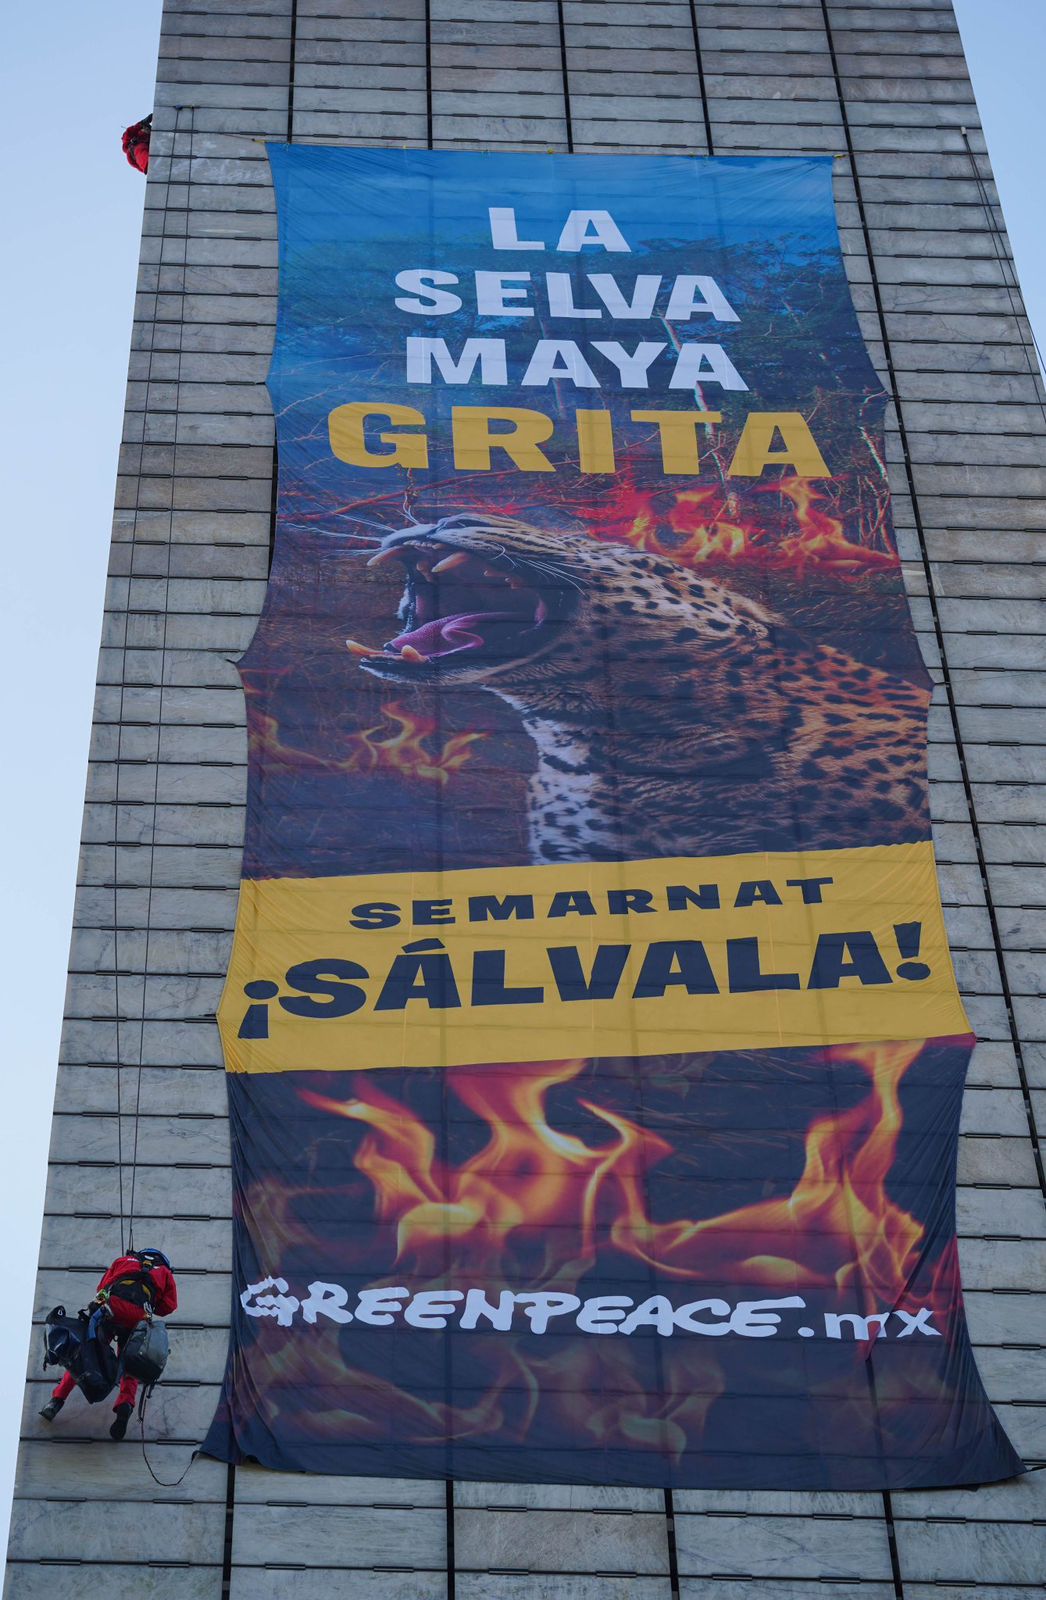 LA
SELVA
MAYA
GRITA
SEMARNAT
¡SÁLVALA!
GREENPEACE.mx